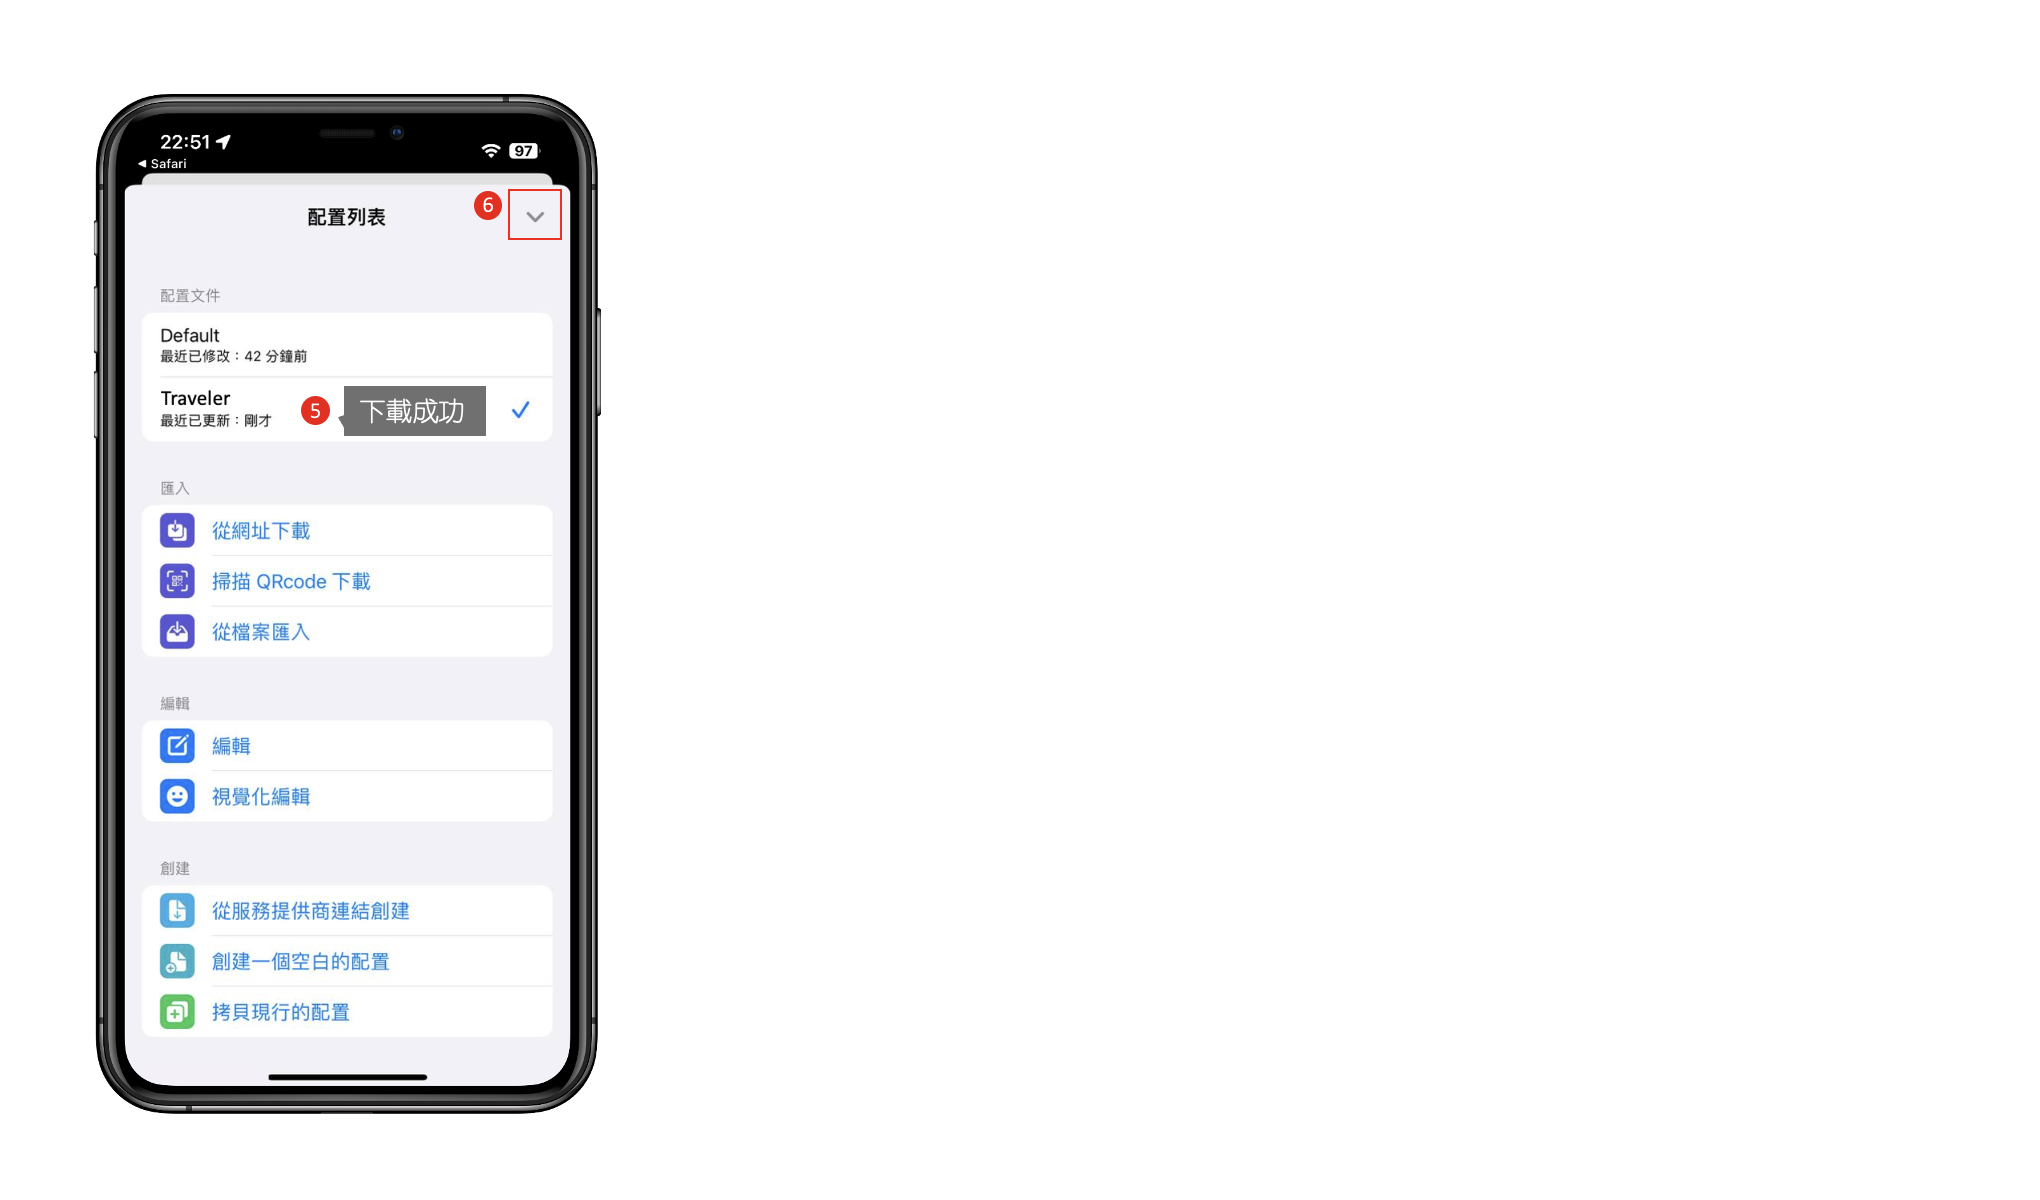 22:51
97
◀ Safari
配置列表
6
配置文件
Default
最近已修改：42 分鐘前
Traveler
最近已更新：剛才
5
下載成功
匯入
從網址下載
掃描 QRcode 下載
從檔案匯入
編輯
編輯
視覺化編輯
創建
從服務提供商連結創建
創建一個空白的配置
拷貝現行的配置